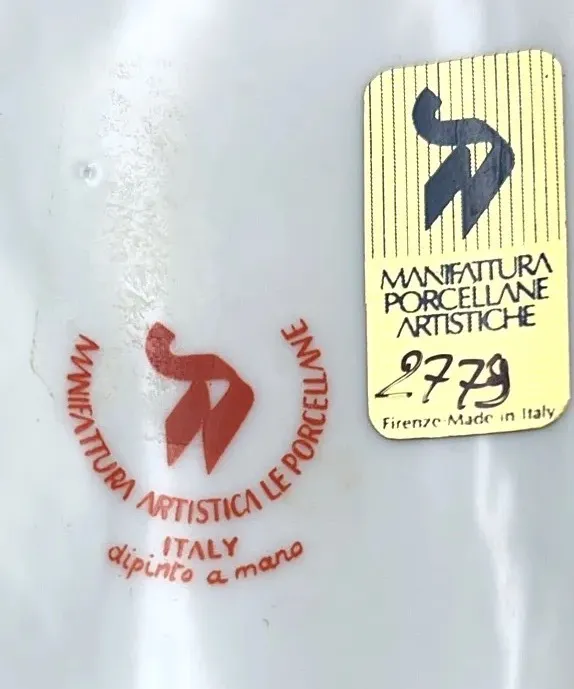 MANIFATTURA ARTISTICA LE PORCELLANE
ITALY
dipinto a mano
MANIFATTURA
PORCELLANE
ARTISTICHE
2779
Firenze-Made in Italy